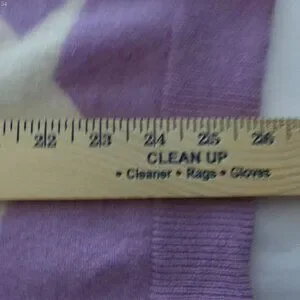 22 23 24 25 26
CLEAN UP
• Cleaner • Rags • Gloves